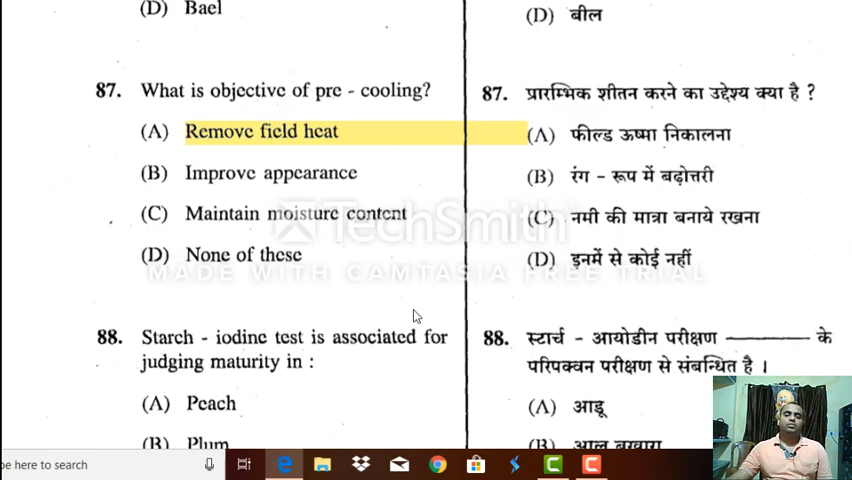 (D) Bael
87. What is objective of pre - cooling?
(A) Remove field heat
(B) Improve appearance
(C) Maintain moisture content
(D) None of these
88. Starch - iodine test is associated for
judging maturity in :
(A) Peach
(B) Plum
(D) बील
87. प्रारम्भिक शीतन करने का उद्देश्य क्या है ?
(A) फील्ड ऊष्मा निकालना
(B) रंग - रूप में बढ़ोत्तरी
(C) नमी की मात्रा बनाये रखना
(D) इनमें से कोई नहीं
88. स्टार्च - आयोडीन परीक्षण ———— के
परिपक्वन परीक्षण से संबन्धित है ।
(A) आडू
(B) आलू बुखारा
TechSmith
MADE WITH CAMTASIA FREE TRIAL
pe here to search